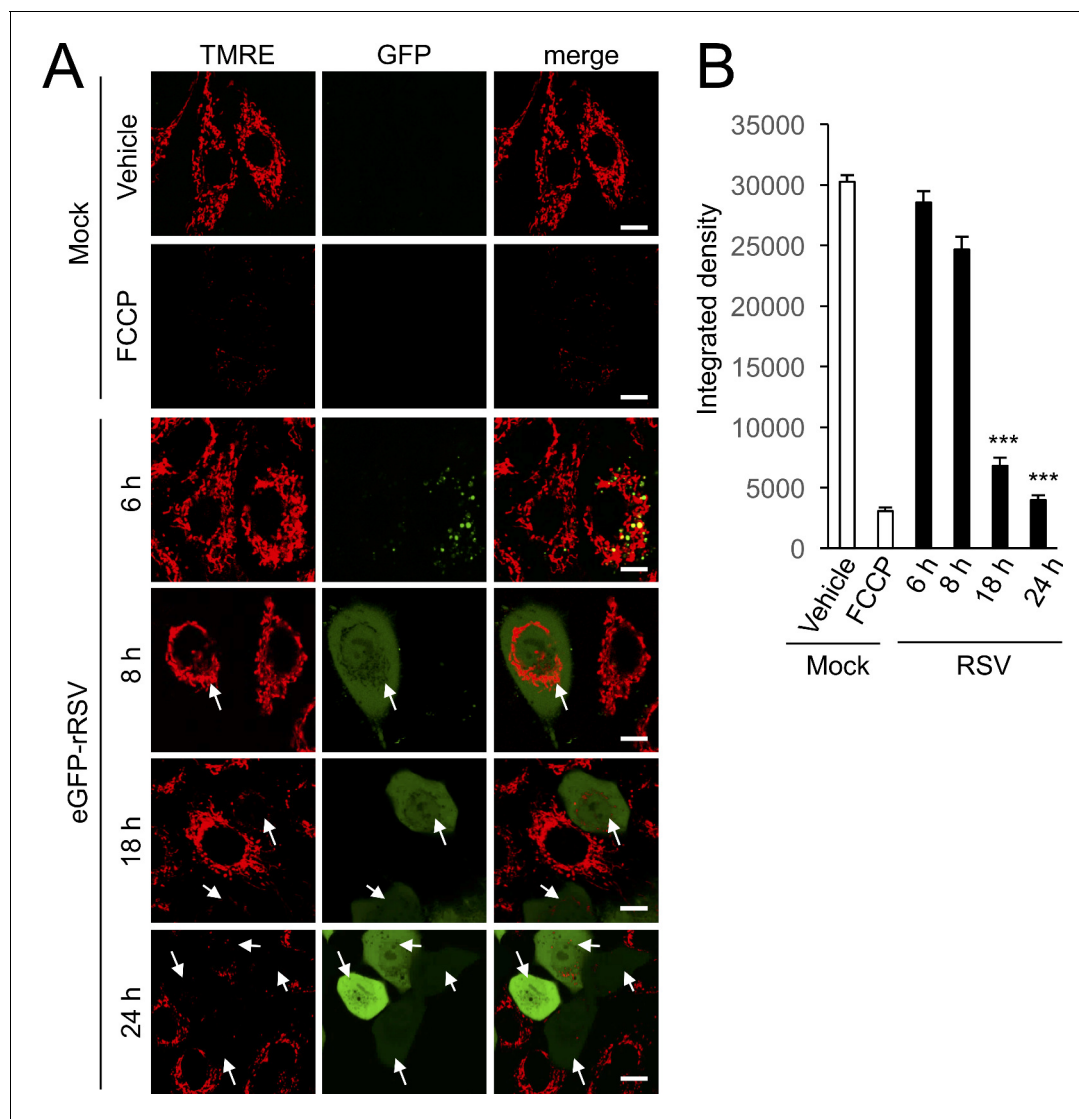 A
TMRE GFP merge
Mock
Vehicle
FCCP
eGFP-rRSV
6 h
8 h
18 h
24 h
B
Integrated density
35000
30000
25000
20000
15000
10000
5000
0
***
***
Vehicle FCCP 6 h 8 h 18 h 24 h
Mock RSV